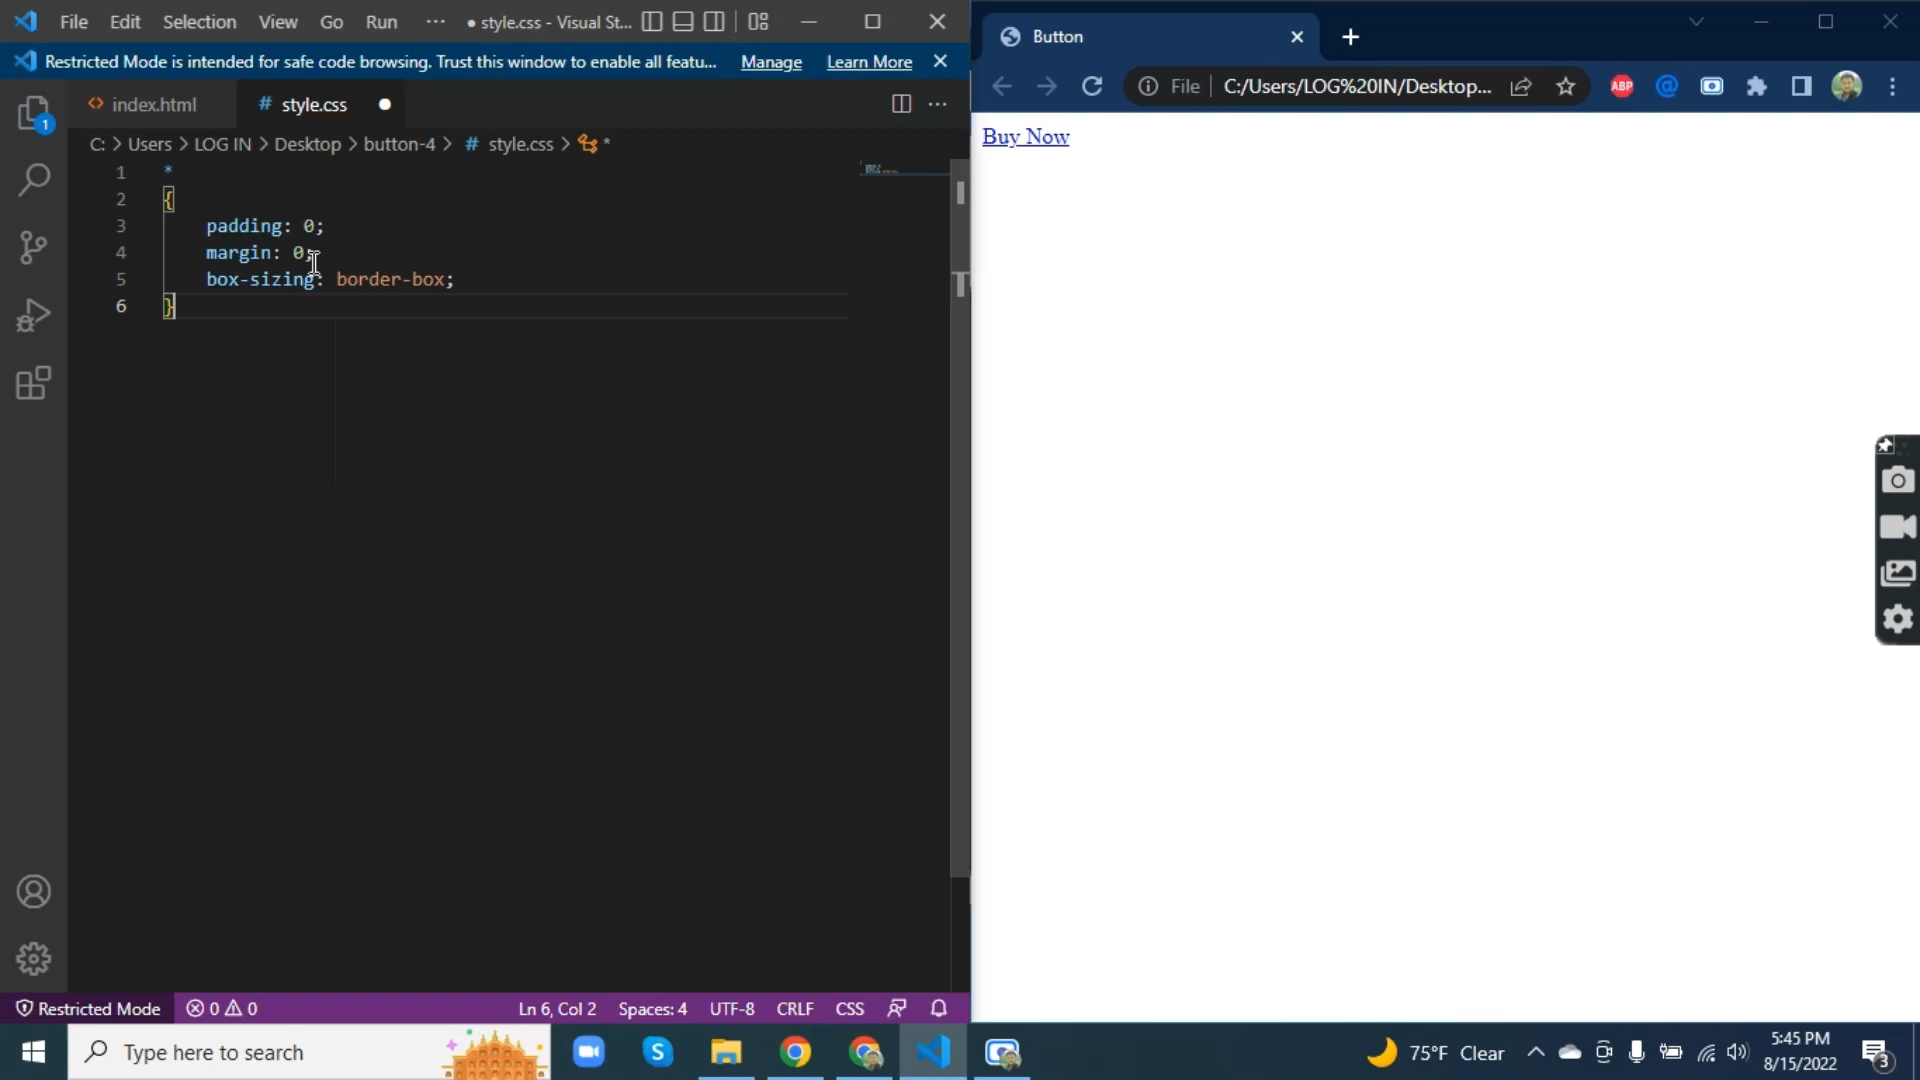 File Edit Selection View Go Run ··· ● style.css - Visual St...
Restricted Mode is intended for safe code browsing. Trust this window to enable all featu... Manage Learn More
index.html # style.css
C: > Users > LOG IN > Desktop > button-4 > # style.css > *
1 *
2 {
3 padding: 0;
4 margin: 0;
5 box-sizing: border-box;
6 }
1
Restricted Mode 0 0 Ln 6, Col 2 Spaces: 4 UTF-8 CRLF CSS
Button
File C:/Users/LOG%20IN/Desktop... ABP
Buy Now
Type here to search
75°F Clear
5:45 PM
8/15/2022
3